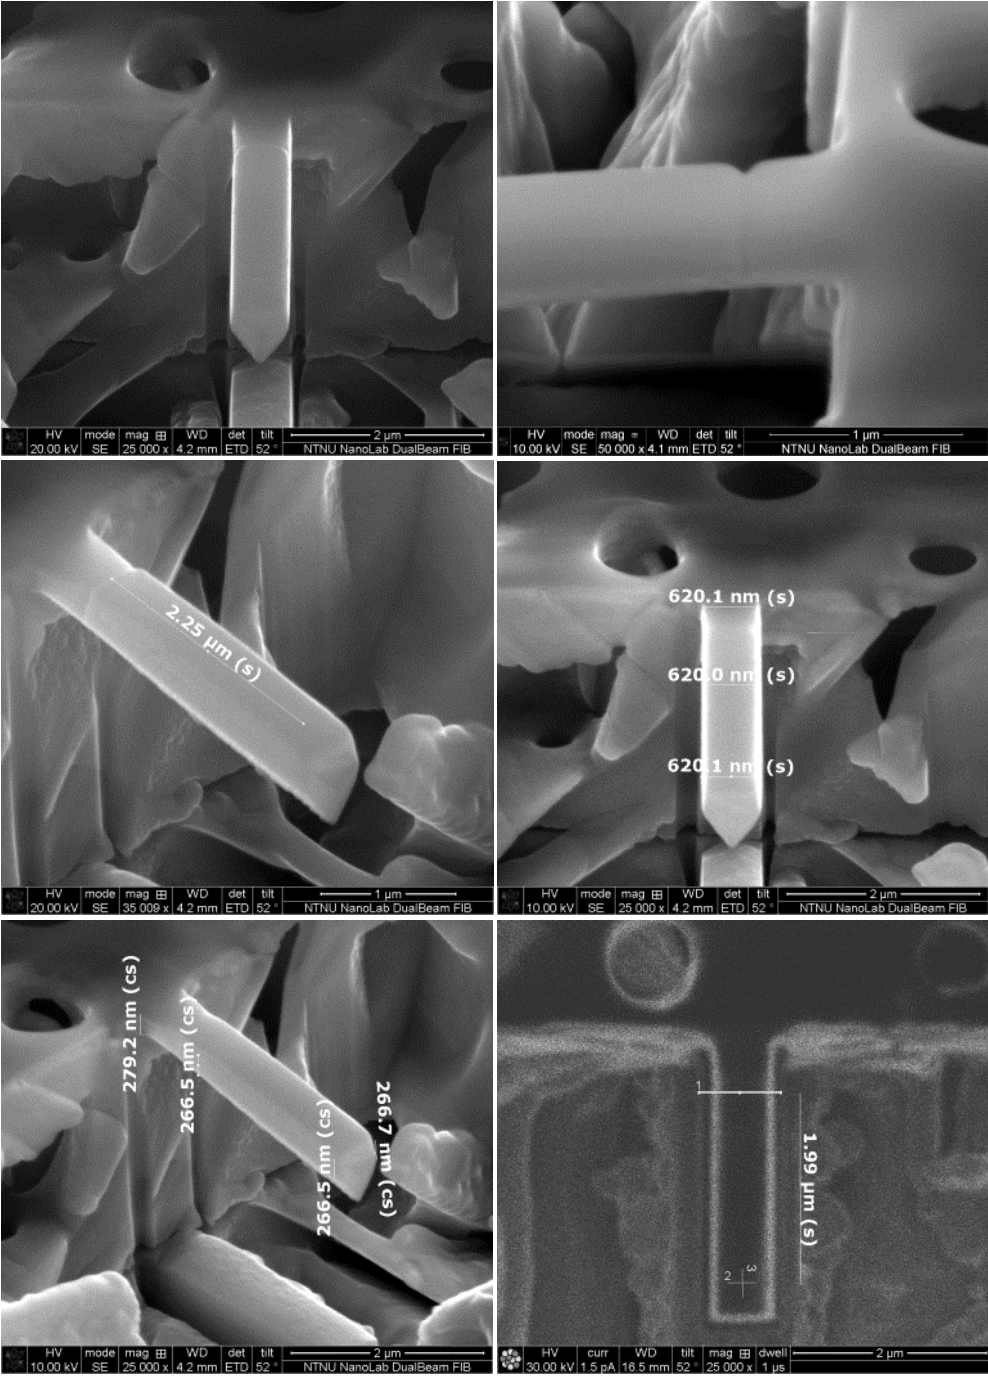 HV mode mag WD det tilt 2 µm
20.00 kV SE 25 000 x 4.2 mm ETD 52 ° NTNU NanoLab DualBeam FIB
HV mode mag WD det tilt 1 µm
10.00 kV SE 50 000 x 4.1 mm ETD 52 ° NTNU NanoLab DualBeam FIB
2.25 µm (s)
HV mode mag WD det tilt 1 µm
20.00 kV SE 35 009 x 4.2 mm ETD 52 ° NTNU NanoLab DualBeam FIB
620.1 nm (s)
620.0 nm (s)
620.1 nm (s)
HV mode mag WD det tilt 2 µm
10.00 kV SE 25 000 x 4.2 mm ETD 52 ° NTNU NanoLab DualBeam FIB
279.2 nm (cs)
266.5 nm (cs)
266.5 nm (cs)
266.7 nm (cs)
HV mode mag WD det tilt 2 µm
10.00 kV SE 25 000 x 4.2 mm ETD 52 ° NTNU NanoLab DualBeam FIB
1
1.99 µm (s)
2 3
HV curr WD tilt mag dwell 2 µm
30.00 kV 1.5 pA 16.5 mm 52 ° 25 000 x 1 µs